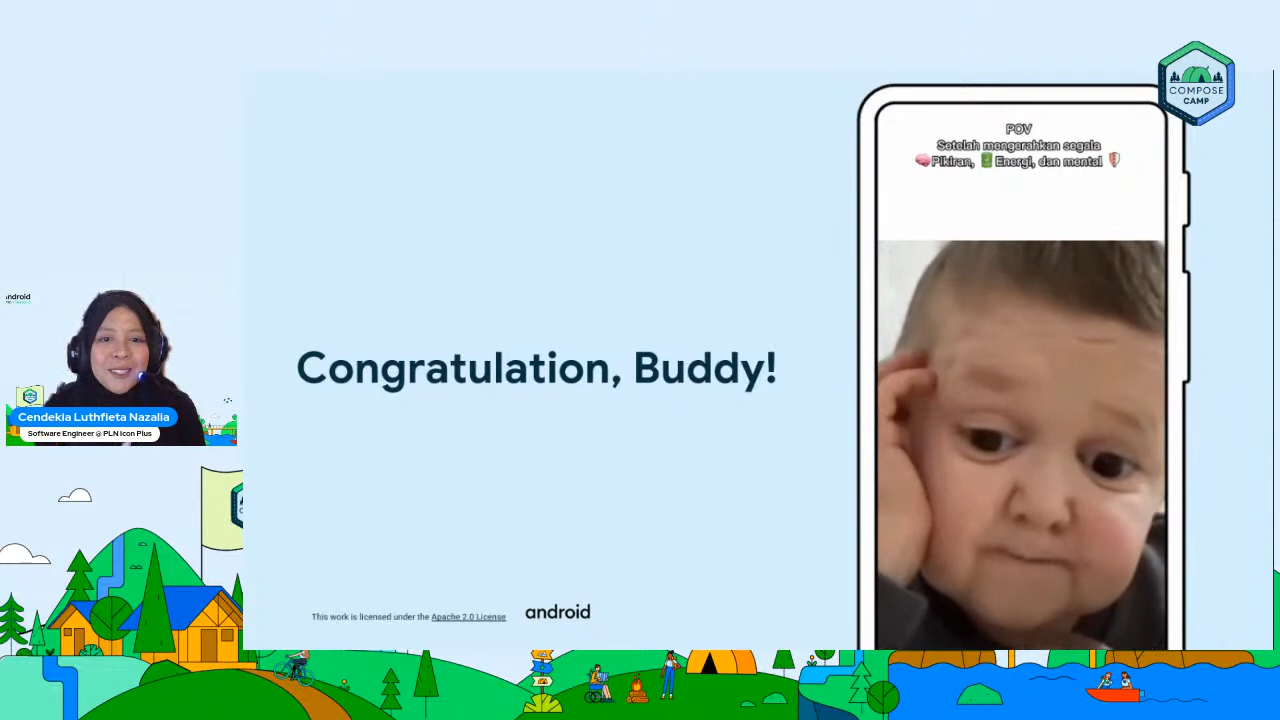 COMPOSE
CAMP
POV
Setelah mengerahkan segala
🧠Pikiran, 🔋Energi, dan mental 🛡
Congratulation, Buddy!
ndroid
Cendekia Luthfieta Nazalia
Software Engineer @ PLN Icon Plus
This work is licensed under the Apache 2.0 License
android